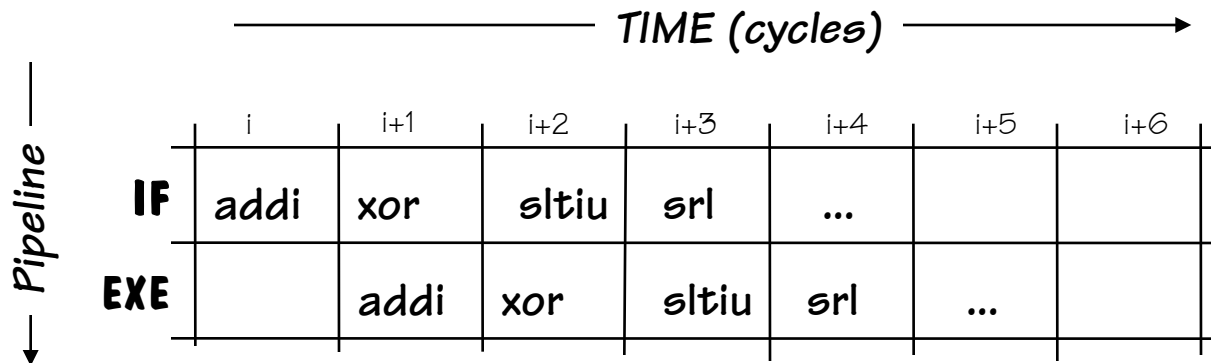 TIME (cycles)
Pipeline
i i+1 i+2 i+3 i+4 i+5 i+6
IF addi xor sltiu srl ...
EXE addi xor sltiu srl ...